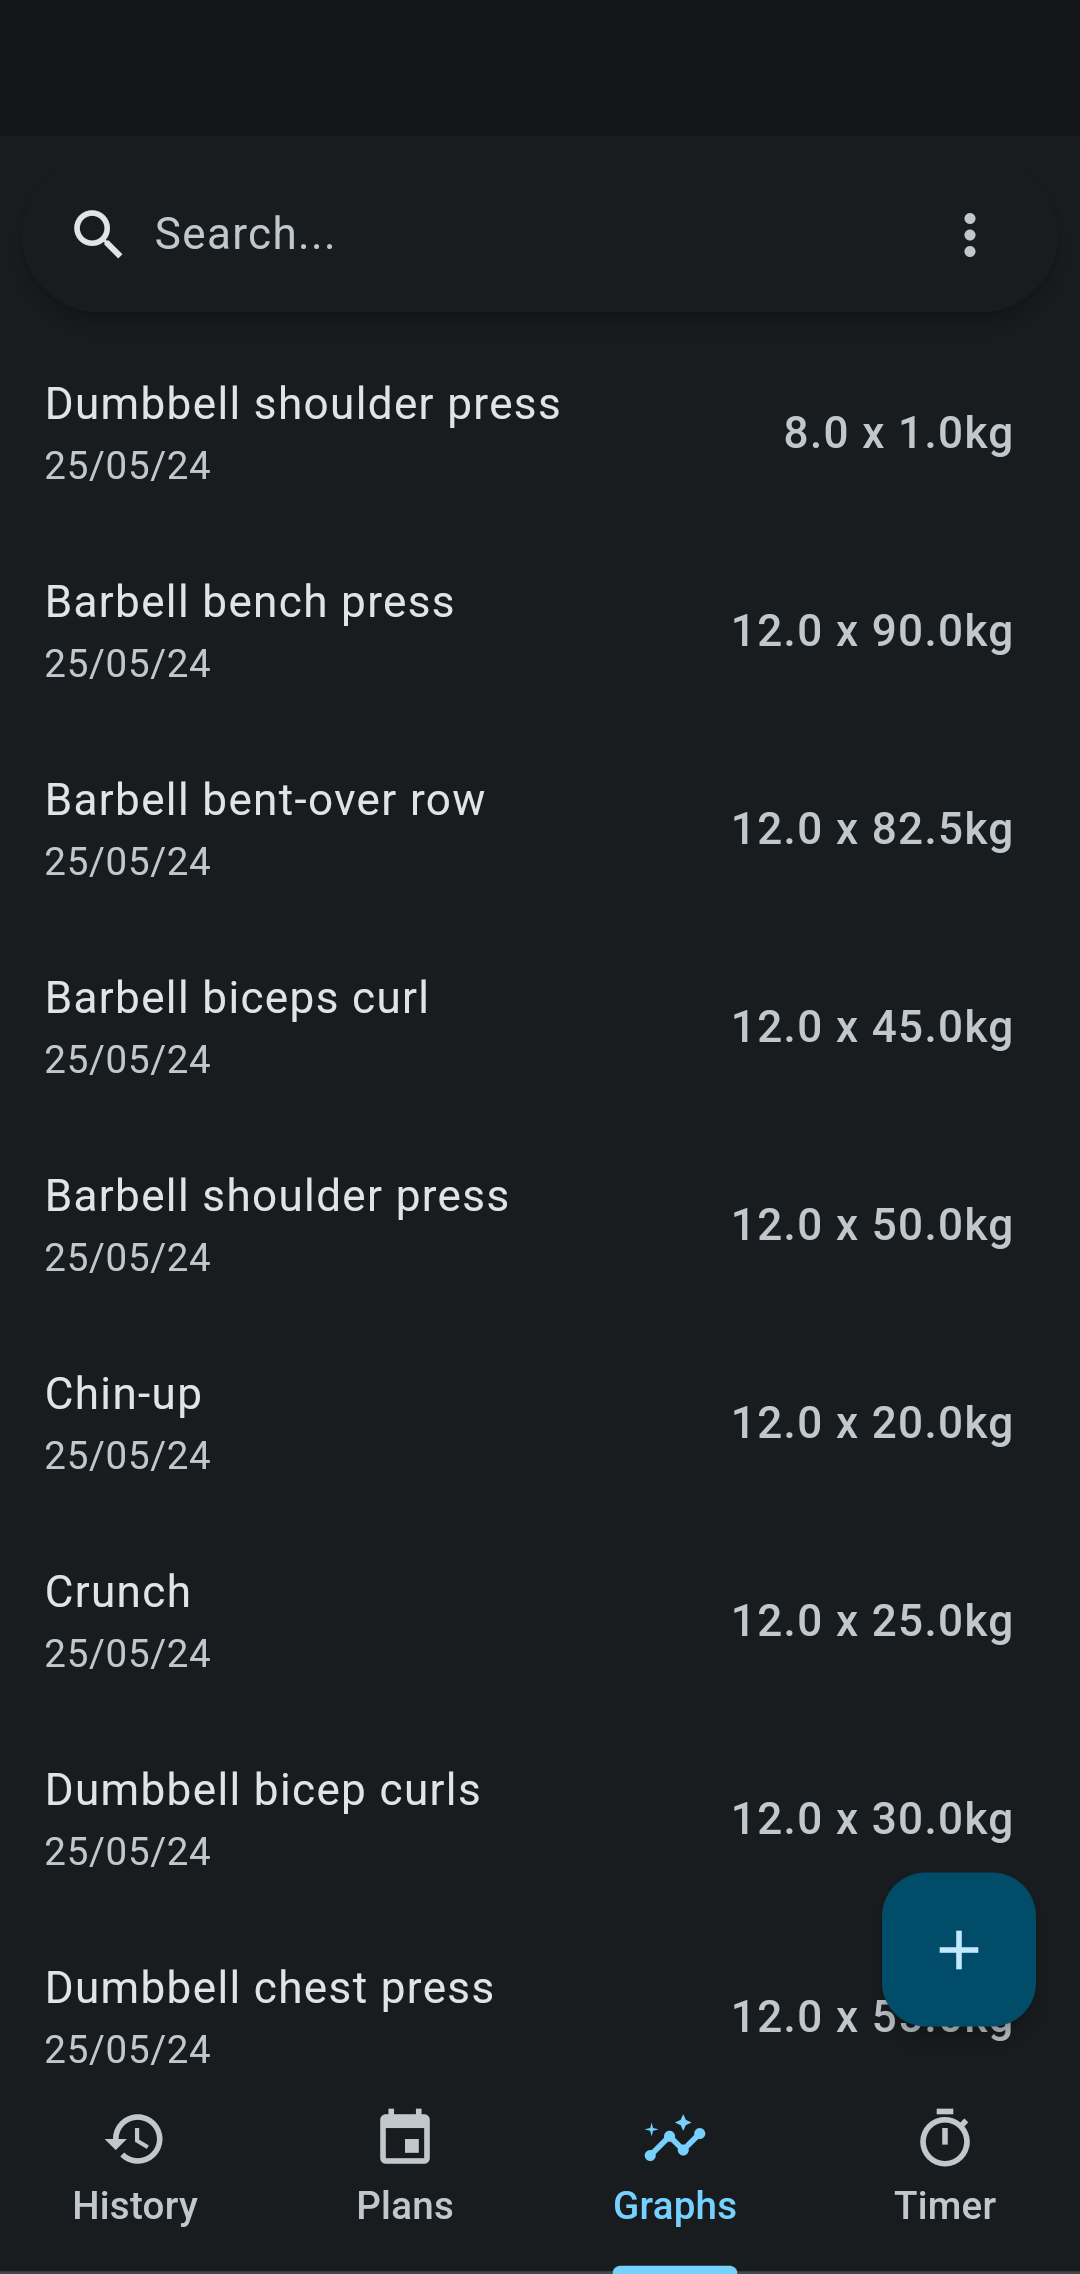 Search...
Dumbbell shoulder press
25/05/24
8.0 x 1.0kg
Barbell bench press
25/05/24
12.0 x 90.0kg
Barbell bent-over row
25/05/24
12.0 x 82.5kg
Barbell biceps curl
25/05/24
12.0 x 45.0kg
Barbell shoulder press
25/05/24
12.0 x 50.0kg
Chin-up
25/05/24
12.0 x 20.0kg
Crunch
25/05/24
12.0 x 25.0kg
Dumbbell bicep curls
25/05/24
12.0 x 30.0kg
Dumbbell chest press
25/05/24
12.0 x
History
Plans
Graphs
Timer